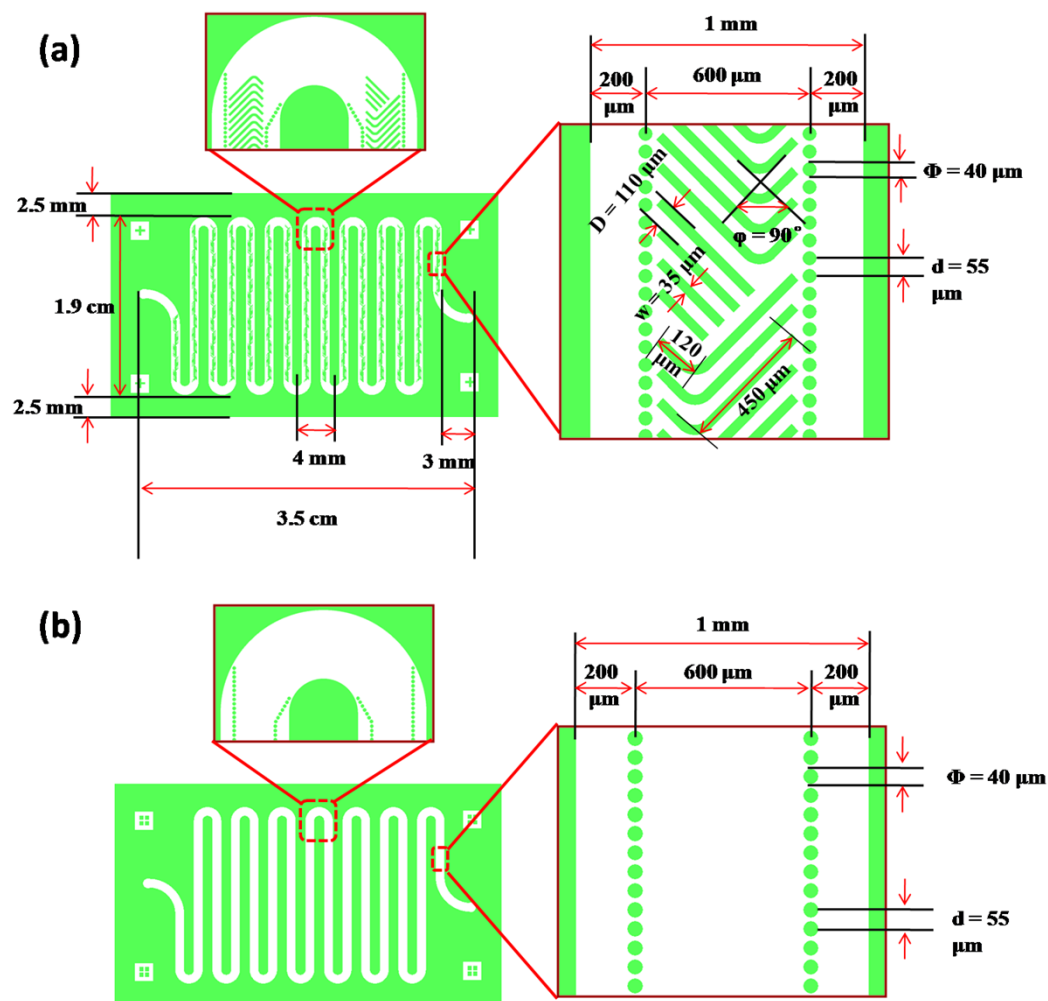 (a)
1 mm
200 µm
600 µm
200 µm
Φ = 40 µm
D = 110 µm
φ = 90°
w = 35 µm
d = 55 µm
120 µm
450 µm
2.5 mm
1.9 cm
2.5 mm
4 mm
3 mm
3.5 cm
(b)
1 mm
200 µm
600 µm
200 µm
Φ = 40 µm
d = 55 µm